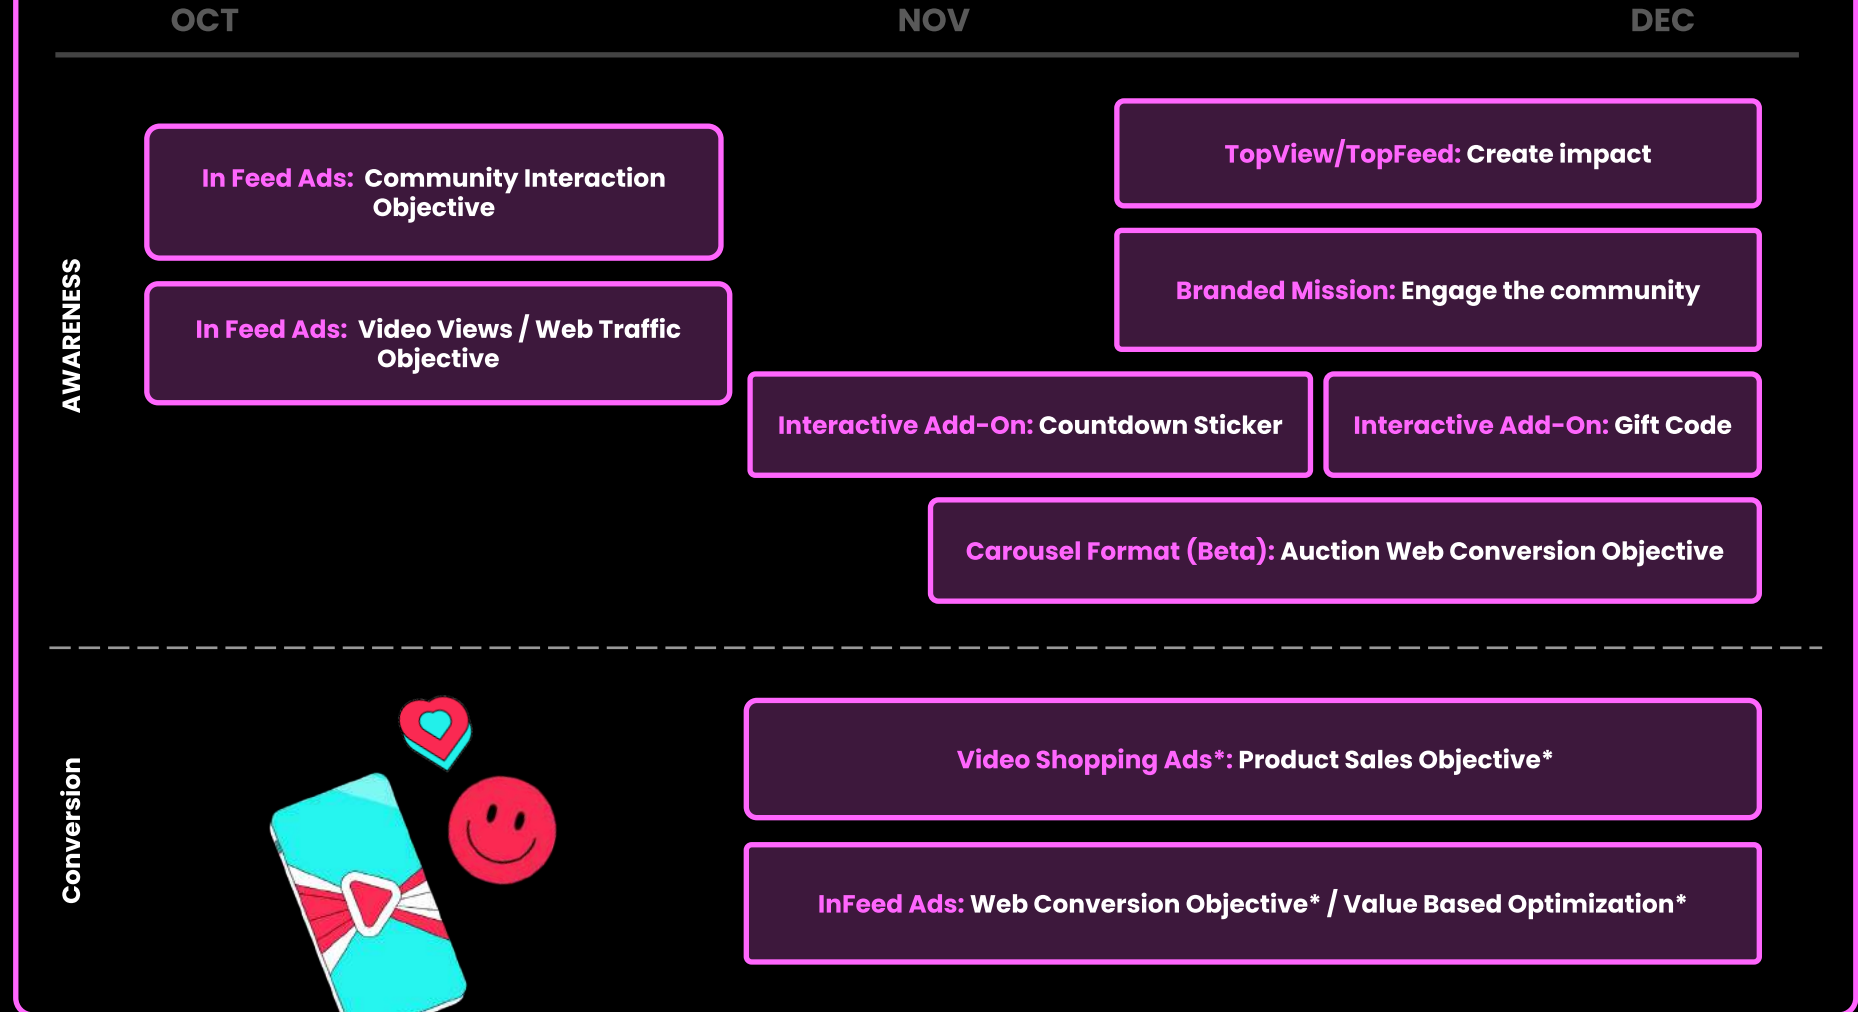 OCT NOV DEC
AWARENESS
In Feed Ads: Community Interaction
Objective
In Feed Ads: Video Views / Web Traffic
Objective
TopView/TopFeed: Create impact
Branded Mission: Engage the community
Interactive Add-On: Countdown Sticker
Interactive Add-On: Gift Code
Carousel Format (Beta): Auction Web Conversion Objective
Conversion
Video Shopping Ads*: Product Sales Objective*
InFeed Ads: Web Conversion Objective* / Value Based Optimization*